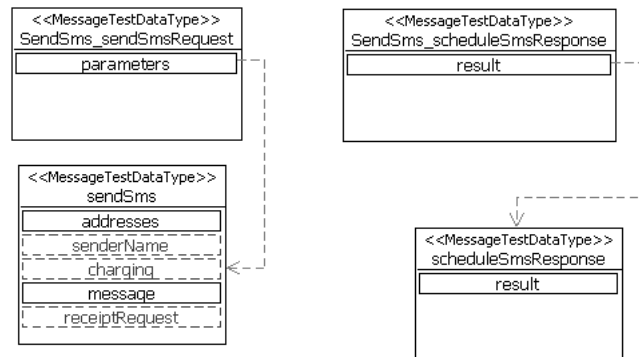 <<MessageTestDataType>>
SendSms_sendSmsRequest
parameters
<<MessageTestDataType>>
SendSms_scheduleSmsResponse
result
<<MessageTestDataType>>
sendSms
addresses
senderName
charging
message
receiptRequest
<<MessageTestDataType>>
scheduleSmsResponse
result